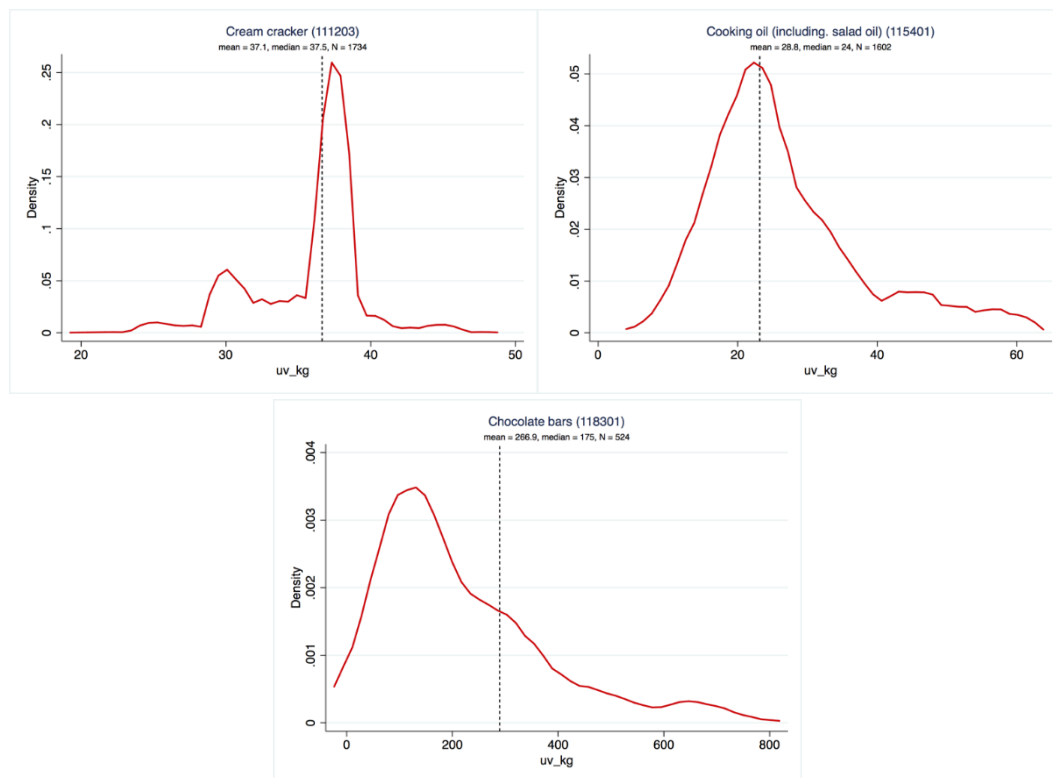 Cream cracker (111203)
mean = 37.1, median = 37.5, N = 1734
Density
.25
.2
.15
.1
.05
0
20 30 40 50
uv_kg
Cooking oil (including. salad oil) (115401)
mean = 28.8, median = 24, N = 1602
Density
.05
.04
.03
.02
.01
0
0 20 40 60
uv_kg
Chocolate bars (118301)
mean = 266.9, median = 175, N = 524
Density
.004
.003
.002
.001
0
0 200 400 600 800
uv_kg